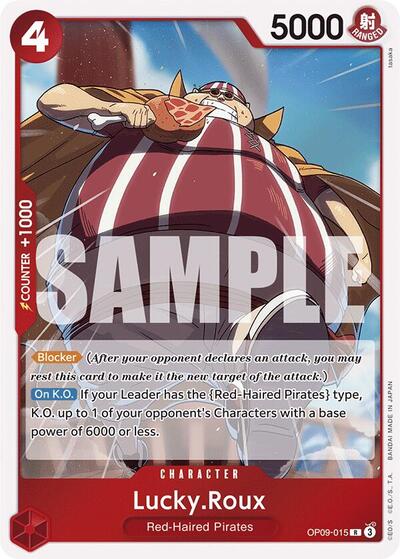 4
5000
射
RANGED
tasaka
COUNTER +1000
SAMPLE
Blocker (After your opponent declares an attack, you may
rest this card to make it the new target of the attack.)
On K.O. If your Leader has the {Red-Haired Pirates} type,
K.O. up to 1 of your opponent's Characters with a base
power of 6000 or less.
©E.O./S., T.A. BANDAI MADE IN JAPAN
©EO/S
CHARACTER
Lucky.Roux
Red-Haired Pirates
OP09-015 R 3